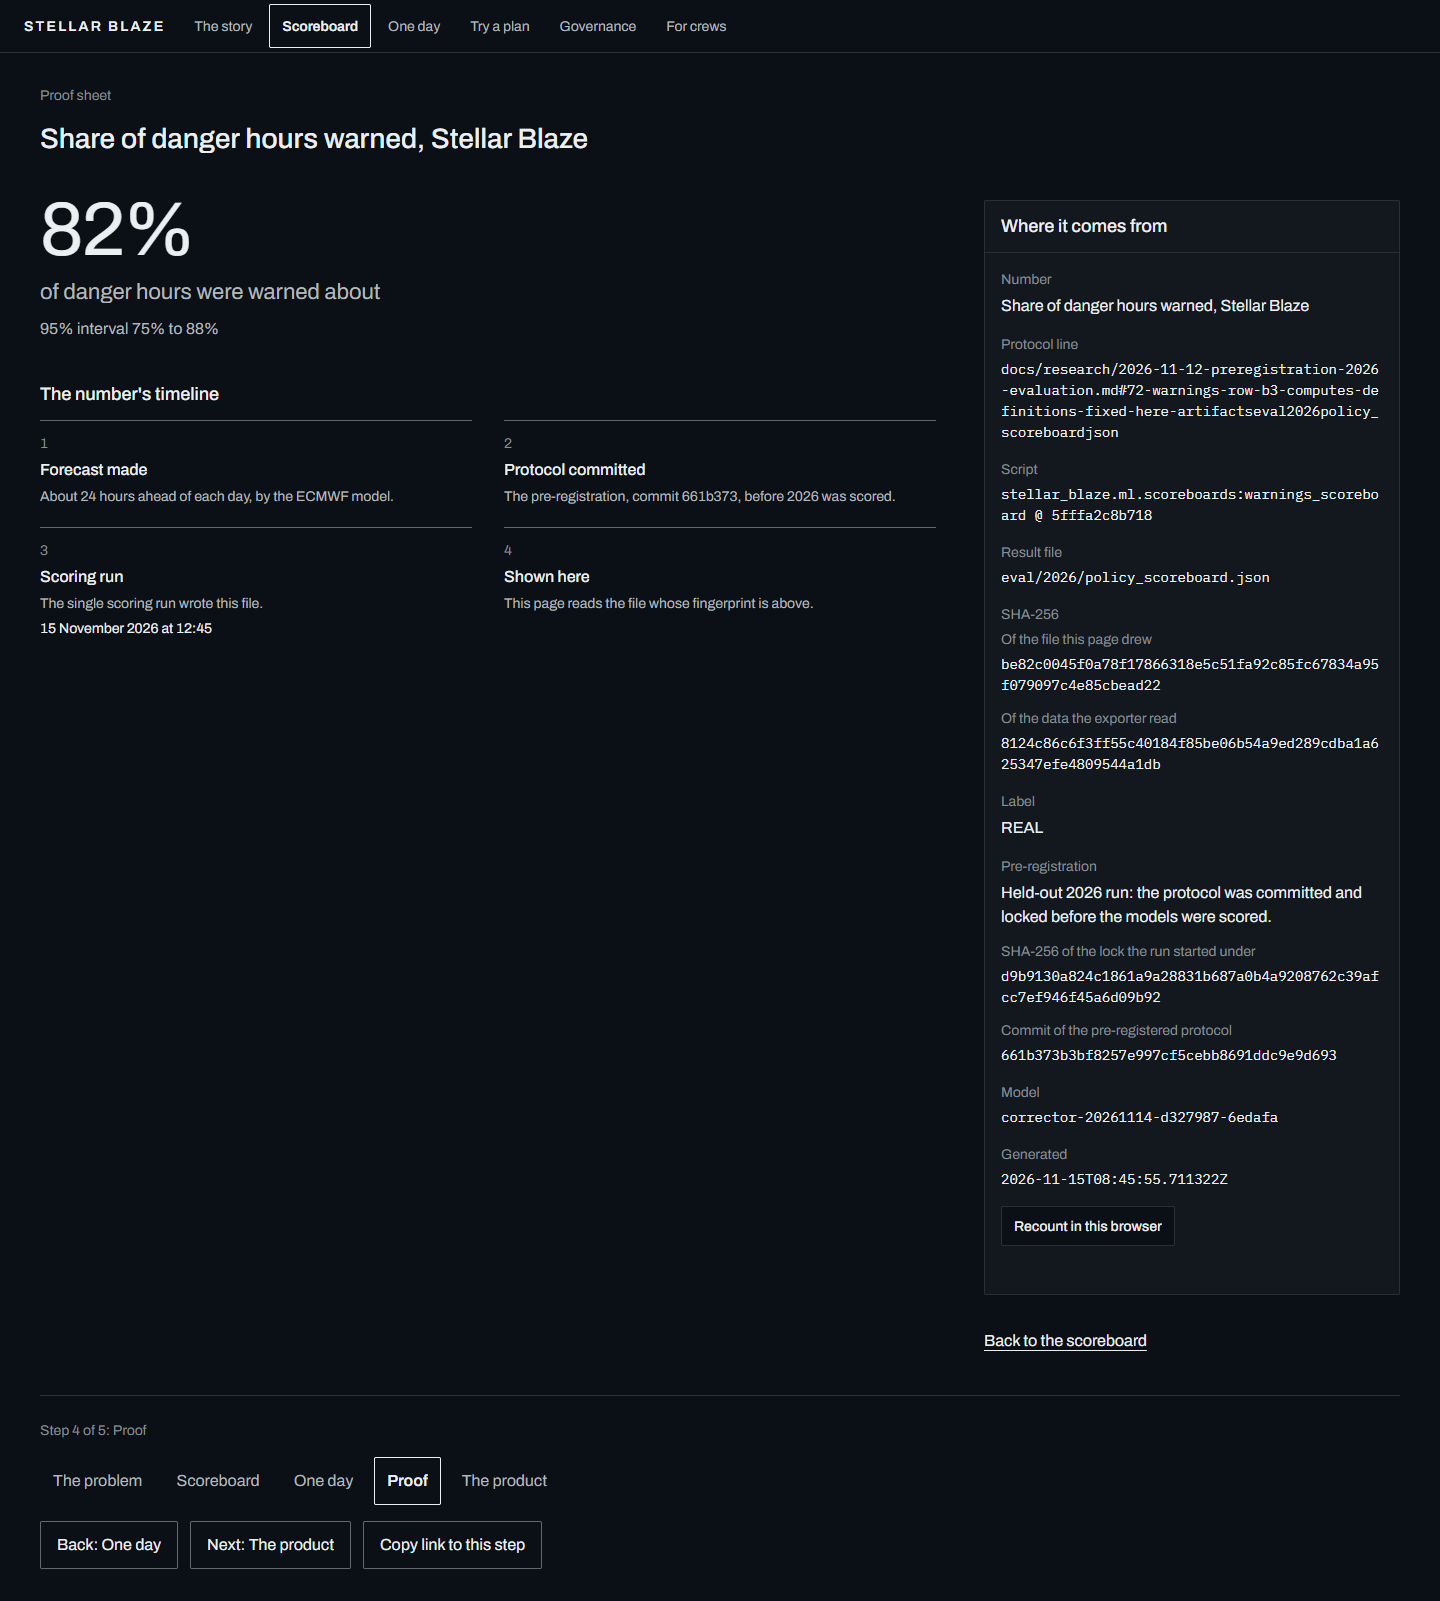 STELLAR BLAZE
The story
Scoreboard
One day
Try a plan
Governance
For crews
Proof sheet
Share of danger hours warned, Stellar Blaze
82%
of danger hours were warned about
95% interval 75% to 88%
The number's timeline
1
Forecast made
About 24 hours ahead of each day, by the ECMWF model.
2
Protocol committed
The pre-registration, commit 661b373, before 2026 was scored.
3
Scoring run
The single scoring run wrote this file.
15 November 2026 at 12:45
4
Shown here
This page reads the file whose fingerprint is above.
Where it comes from
Number
Share of danger hours warned, Stellar Blaze
Protocol line
docs/research/2026-11-12-preregistration-2026
-evaluation.md#72-warnings-row-b3-computes-de
finitions-fixed-here-artifactseval2026policy_
scoreboardjson
Script
stellar_blaze.ml.scoreboards:warnings_scorebo
ard @ 5fffa2c8b718
Result file
eval/2026/policy_scoreboard.json
SHA-256
Of the file this page drew
be82c0045f0a78f17866318e5c51fa92c85fc67834a95
f079097c4e85cbead22
Of the data the exporter read
8124c86c6f3ff55c40184f85be06b54a9ed289cdba1a6
25347efe4809544a1db
Label
REAL
Pre-registration
Held-out 2026 run: the protocol was committed and
locked before the models were scored.
SHA-256 of the lock the run started under
d9b9130a824c1861a9a28831b687a0b4a9208762c39af
cc7ef946f45a6d09b92
Commit of the pre-registered protocol
661b373b3bf8257e997cf5cebb8691ddc9e9d693
Model
corrector-20261114-d327987-6edafa
Generated
2026-11-15T08:45:55.711322Z
Recount in this browser
Back to the scoreboard
Step 4 of 5: Proof
The problem
Scoreboard
One day
Proof
The product
Back: One day
Next: The product
Copy link to this step